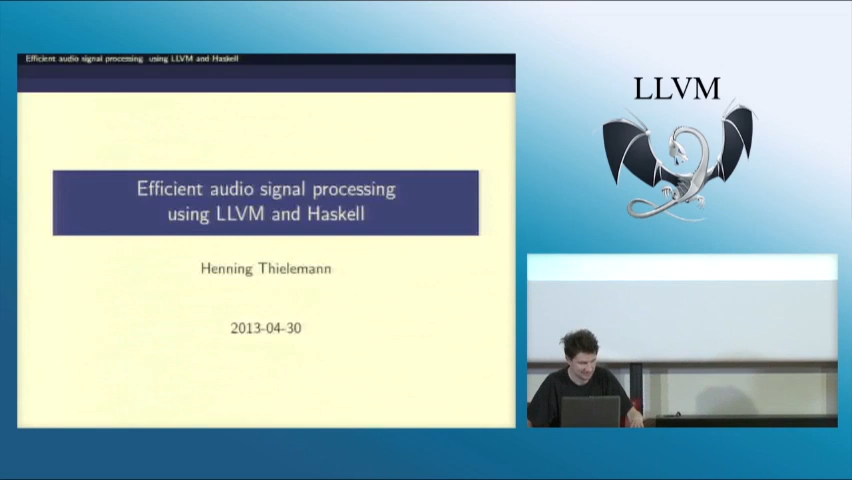 Efficient audio signal processing using LLVM and Haskell
Efficient audio signal processing
using LLVM and Haskell
Henning Thielemann
2013-04-30
LLVM